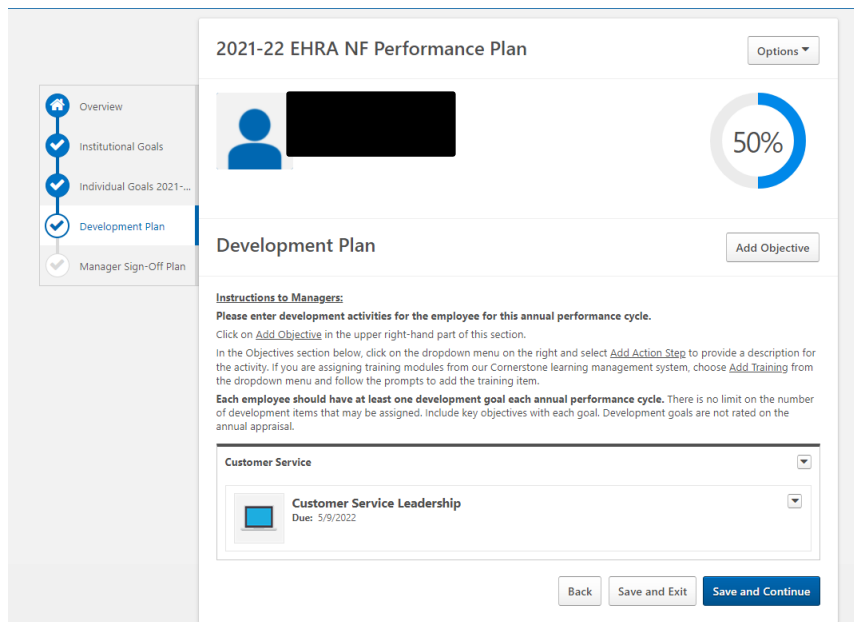 2021-22 EHRA NF Performance Plan
Options
Overview
Institutional Goals
Individual Goals 2021-...
Development Plan
Manager Sign-Off Plan
50%
Development Plan
Add Objective
Instructions to Managers:
Please enter development activities for the employee for this annual performance cycle.
Click on Add Objective in the upper right-hand part of this section.
In the Objectives section below, click on the dropdown menu on the right and select Add Action Step to provide a description for
the activity. If you are assigning training modules from our Cornerstone learning management system, choose Add Training from
the dropdown menu and follow the prompts to add the training item.
Each employee should have at least one development goal each annual performance cycle. There is no limit on the number
of development items that may be assigned. Include key objectives with each goal. Development goals are not rated on the
annual appraisal.
Customer Service
Customer Service Leadership
Due: 5/9/2022
Back
Save and Exit
Save and Continue